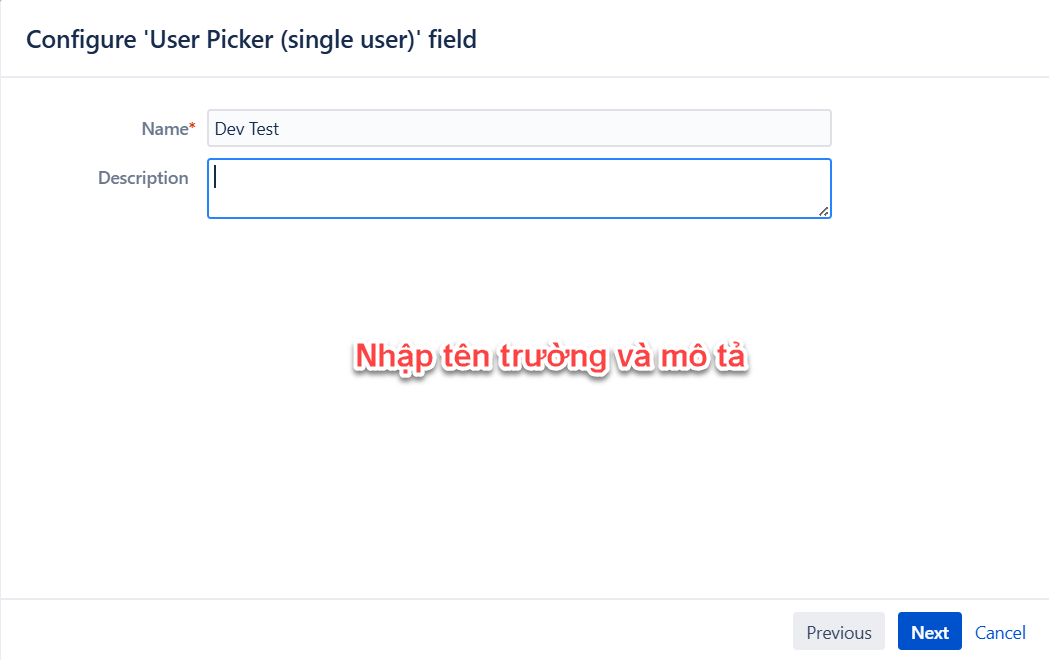 Configure 'User Picker (single user)' field
Name*
Dev Test
Description
Nhập tên trường và mô tả
Previous
Next
Cancel